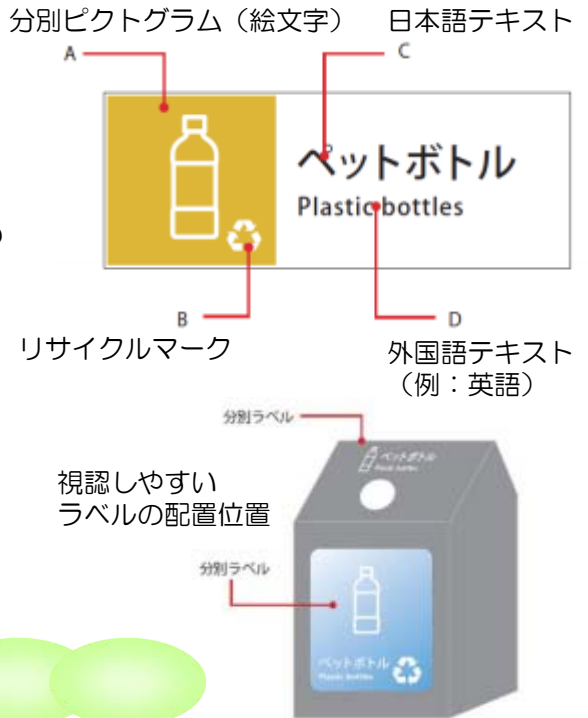 分別ピクトグラム（絵文字）
日本語テキスト
A
C
ペットボトル
Plastic bottles
B
D
リサイクルマーク
外国語テキスト
（例：英語）
分別ラベル
ペットボトル
Plastic bottles
視認しやすい
ラベルの配置位置
分別ラベル
ペットボトル
Plastic bottles